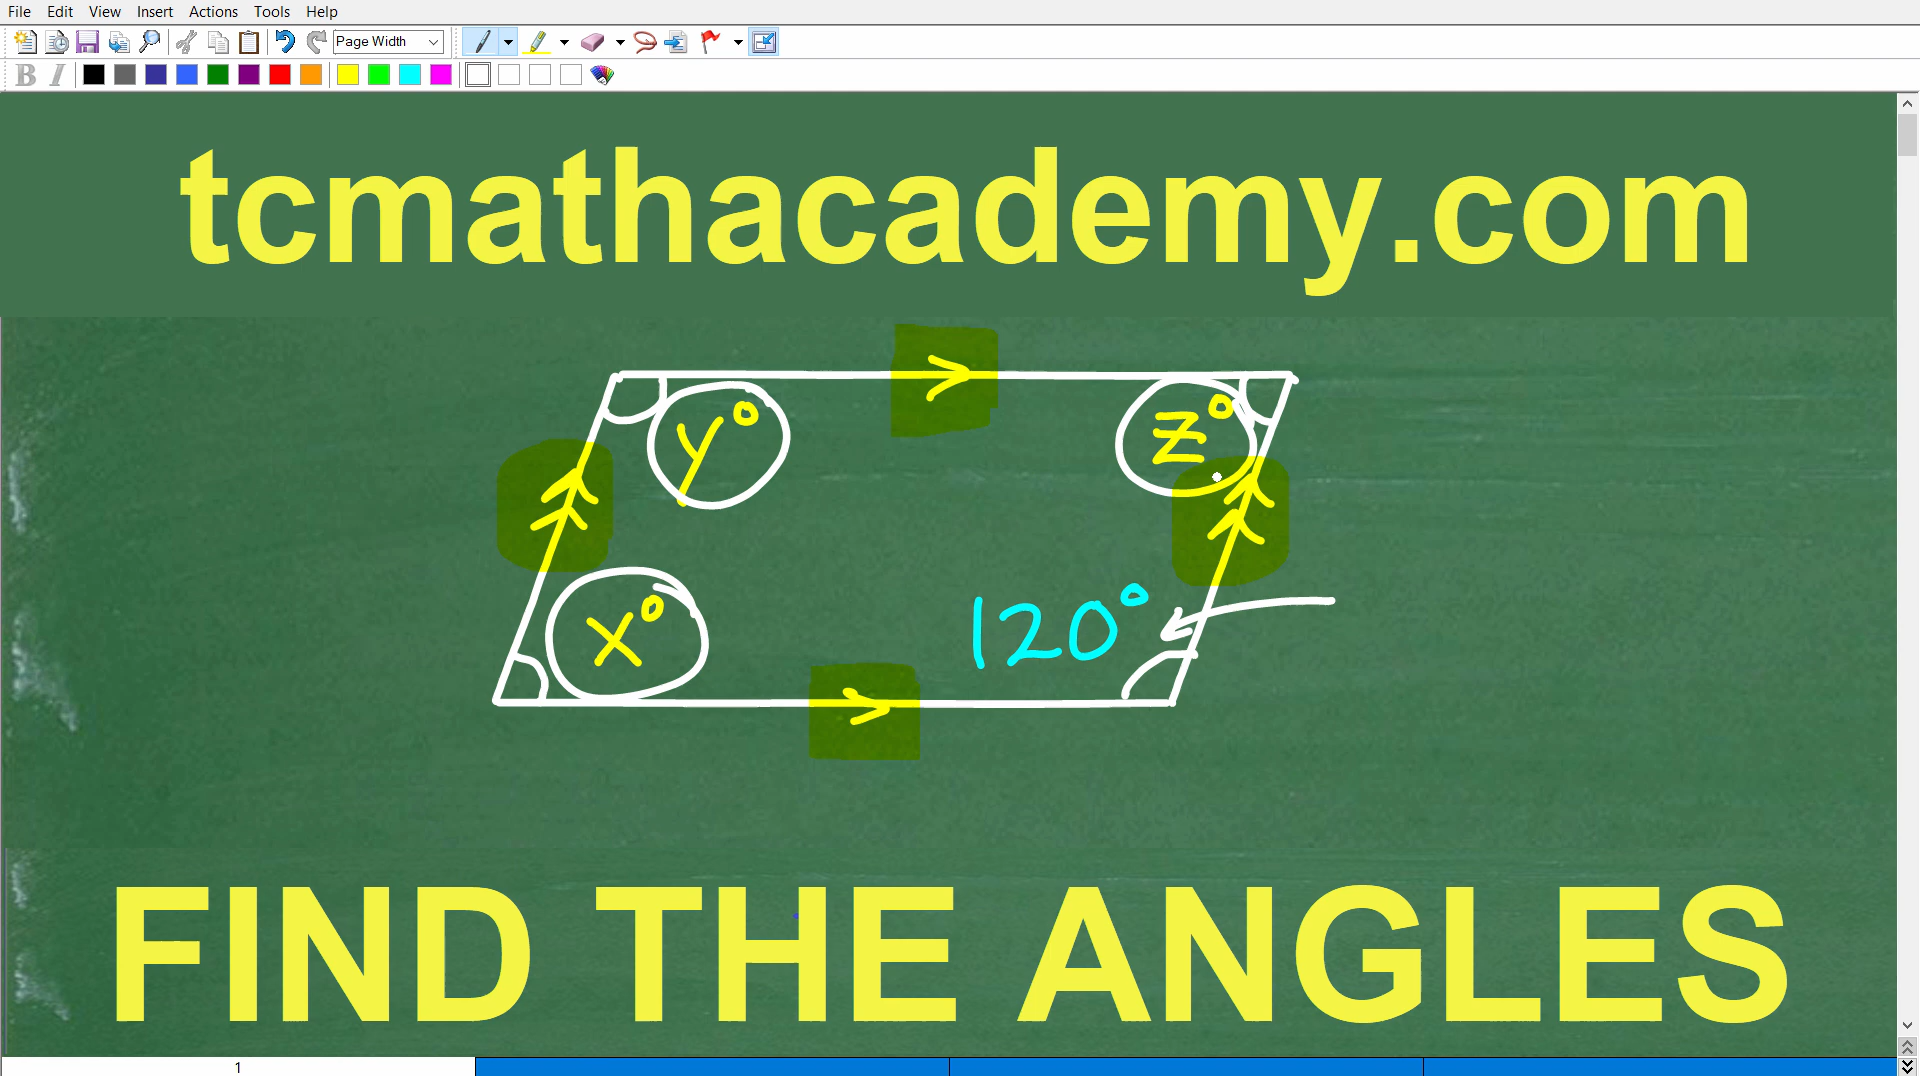 File Edit View Insert Actions Tools Help
Page Width
B I
tcmathacademy.com
y° z°
x° 120°
FIND THE ANGLES
1